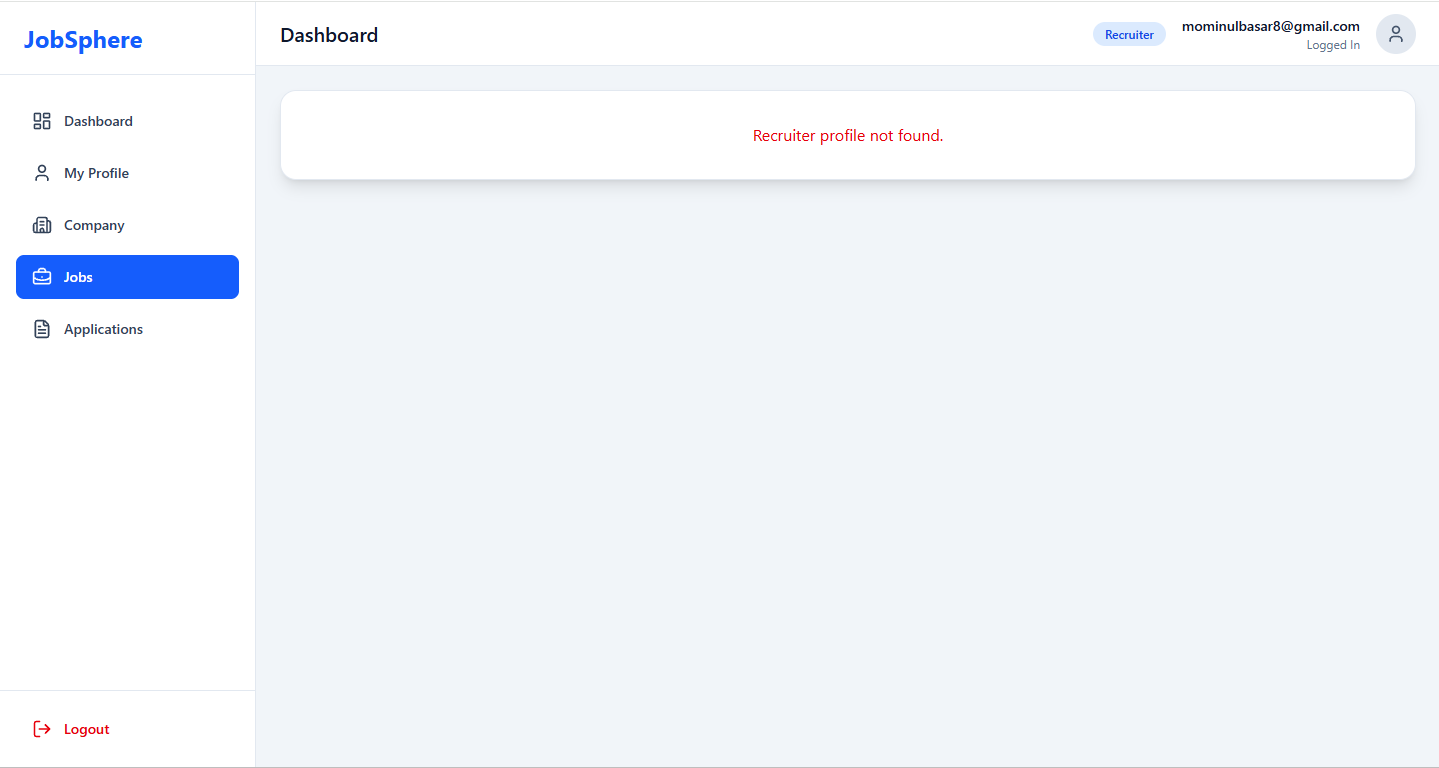 JobSphere
Dashboard
Recruiter
mominulbasar8@gmail.com
Logged In
Dashboard
My Profile
Company
Jobs
Applications
Recruiter profile not found.
Logout